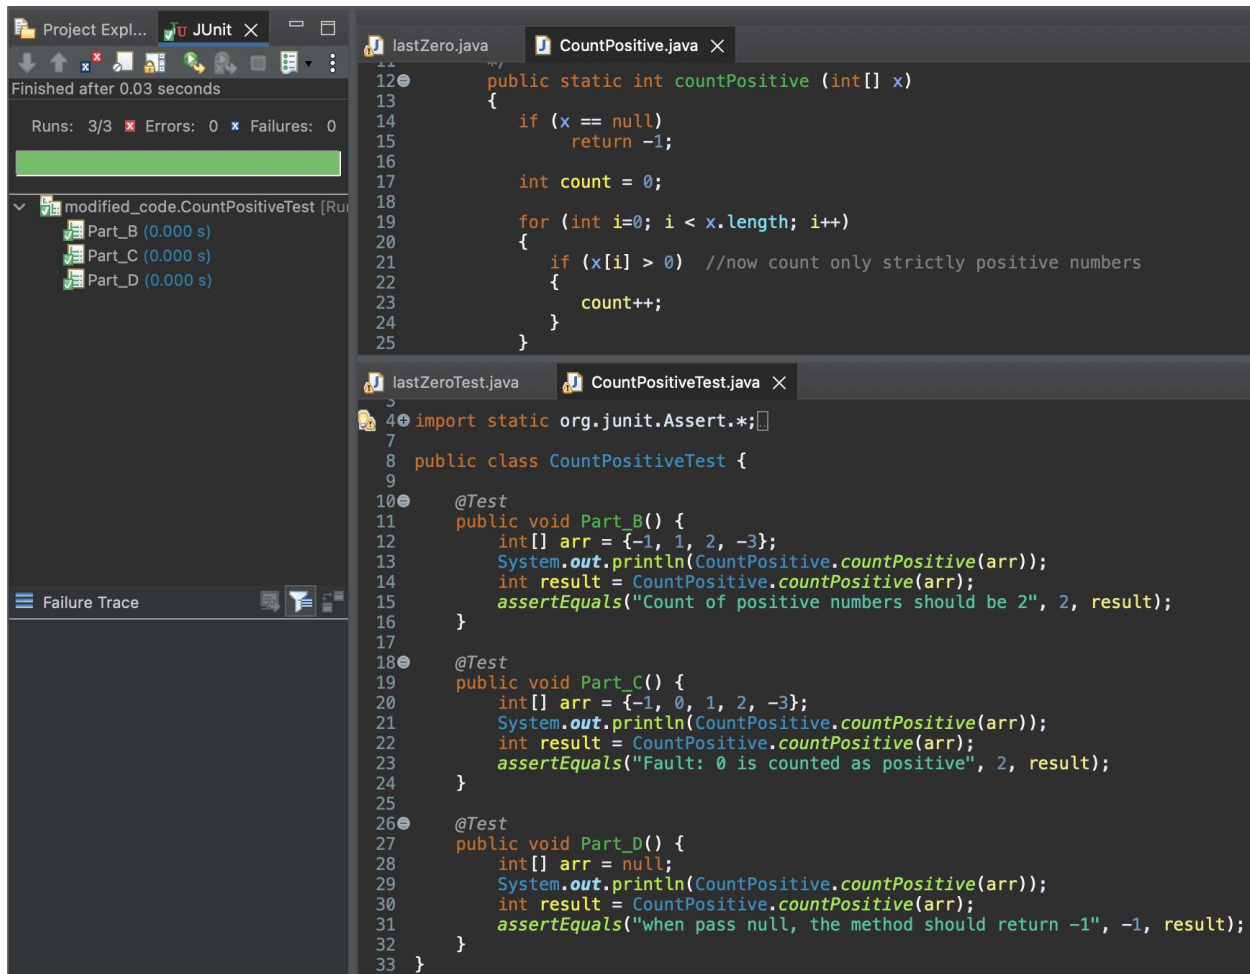 Project Expl...
JUnit
Finished after 0.03 seconds
Runs: 3/3
Errors: 0
Failures: 0
modified_code.CountPositiveTest [Ru
Part_B (0.000 s)
Part_C (0.000 s)
Part_D (0.000 s)
Failure Trace
lastZero.java
CountPositive.java
11 */
12 public static int countPositive (int[] x)
13 {
14 if (x == null)
15 return -1;
16
17 int count = 0;
18
19 for (int i=0; i < x.length; i++)
20 {
21 if (x[i] > 0) //now count only strictly positive numbers
22 {
23 count++;
24 }
25 }
lastZeroTest.java
CountPositiveTest.java
3
4 import static org.junit.Assert.*;
7
8 public class CountPositiveTest {
9
10 @Test
11 public void Part_B() {
12 int[] arr = {-1, 1, 2, -3};
13 System.out.println(CountPositive.countPositive(arr));
14 int result = CountPositive.countPositive(arr);
15 assertEquals("Count of positive numbers should be 2", 2, result);
16 }
17
18 @Test
19 public void Part_C() {
20 int[] arr = {-1, 0, 1, 2, -3};
21 System.out.println(CountPositive.countPositive(arr));
22 int result = CountPositive.countPositive(arr);
23 assertEquals("Fault: 0 is counted as positive", 2, result);
24 }
25
26 @Test
27 public void Part_D() {
28 int[] arr = null;
29 System.out.println(CountPositive.countPositive(arr));
30 int result = CountPositive.countPositive(arr);
31 assertEquals("when pass null, the method should return -1", -1, result);
32 }
33 }